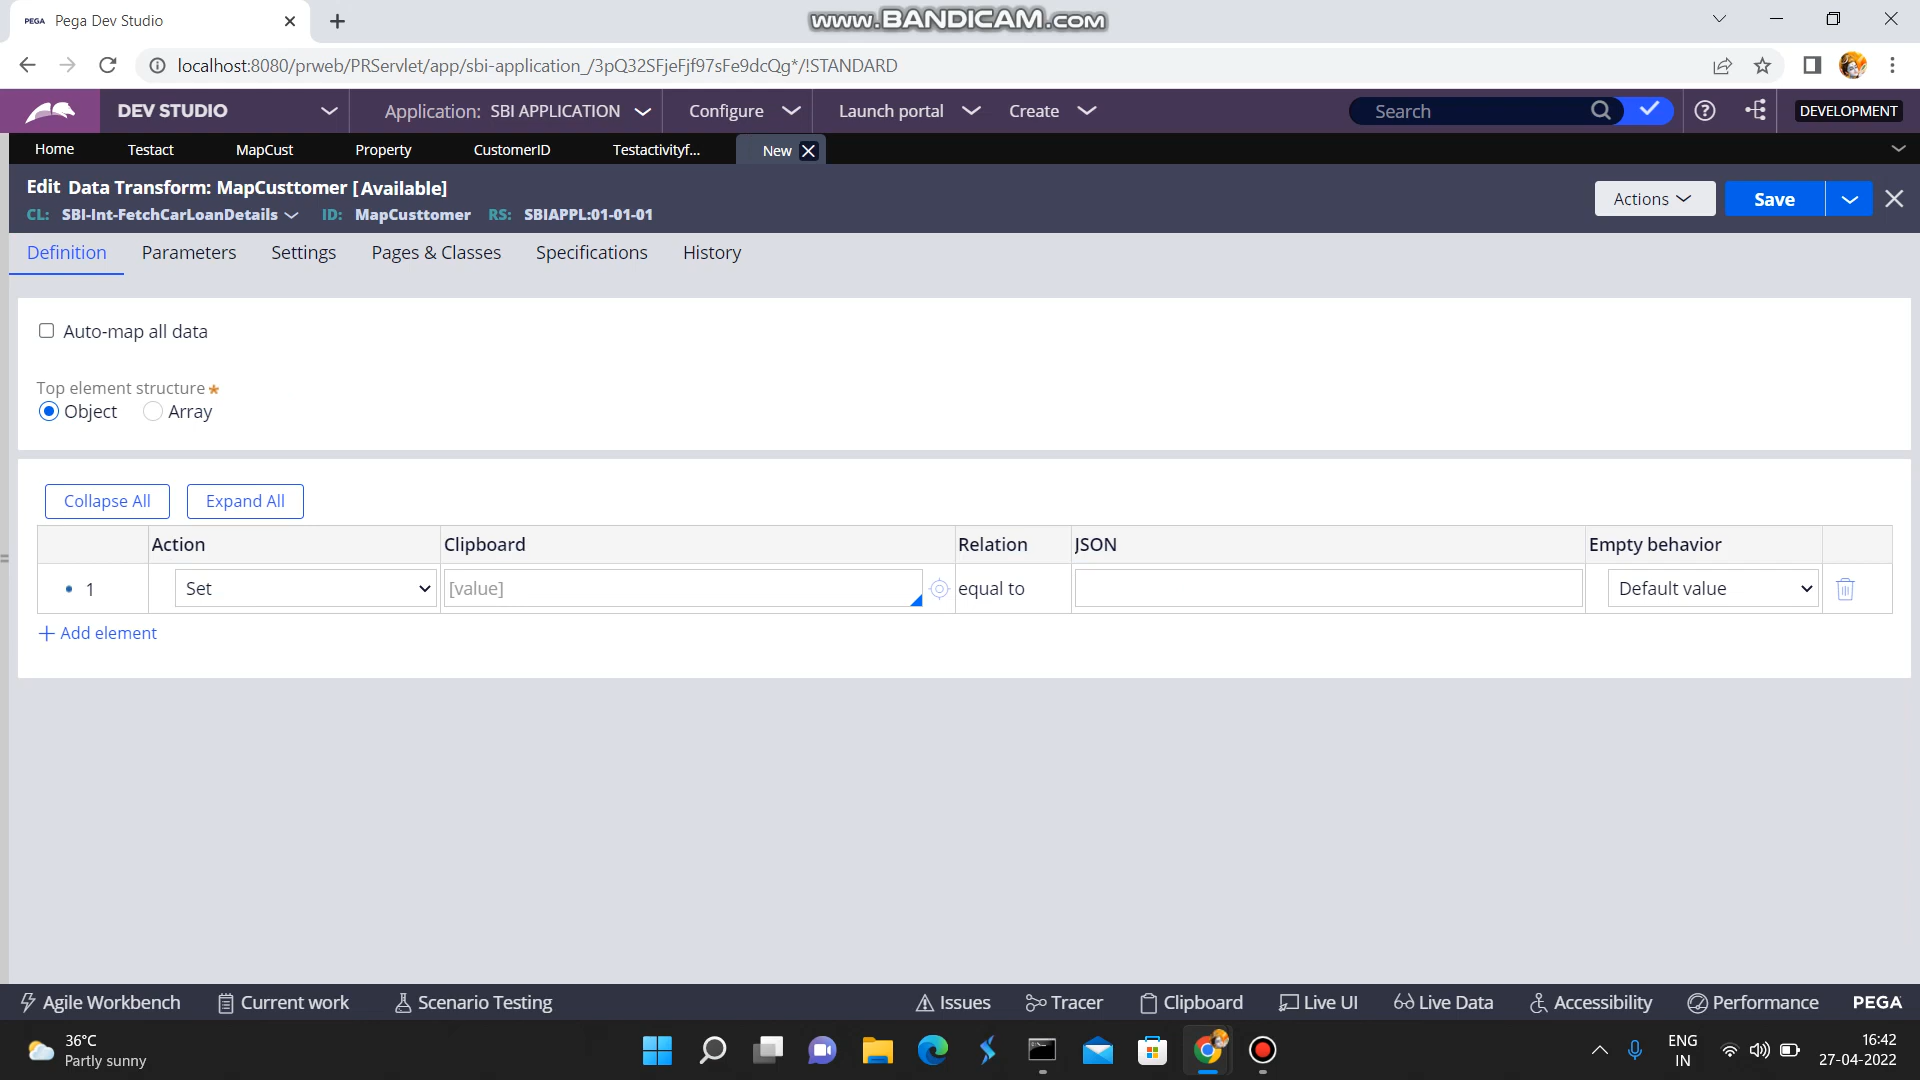 PEGA Pega Dev Studio
www.BANDICAM.com
localhost:8080/prweb/PRServlet/app/sbi-application_/3pQ32SFjeFjf97sFe9dcQg*/!STANDARD
DEV STUDIO
Application: SBI APPLICATION
Configure
Launch portal
Create
Search
DEVELOPMENT
Home
Testact
MapCust
Property
CustomerID
Testactivityf...
New
Edit Data Transform: MapCusttomer [Available]
CL: SBI-Int-FetchCarLoanDetails ID: MapCusttomer RS: SBIAPPL:01-01-01
Actions
Save
Definition
Parameters
Settings
Pages & Classes
Specifications
History
Auto-map all data
Top element structure*
Object Array
Collapse All
Expand All
Action Clipboard Relation JSON Empty behavior
1 Set [value] equal to Default value
+ Add element
Agile Workbench
Current work
Scenario Testing
Issues
Tracer
Clipboard
Live UI
Live Data
Accessibility
Performance
PEGA
36°C
Partly sunny
ENG
IN
16:42
27-04-2022